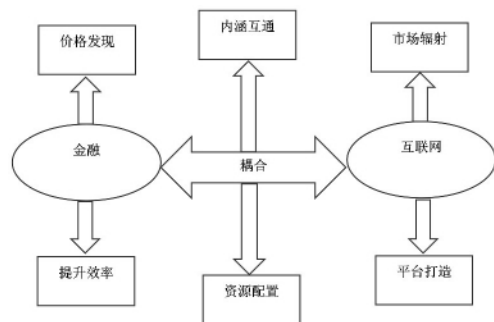 价格发现
内涵互通
市场辐射
金融
耦合
互联网
提升效率
资源配置
平台打造